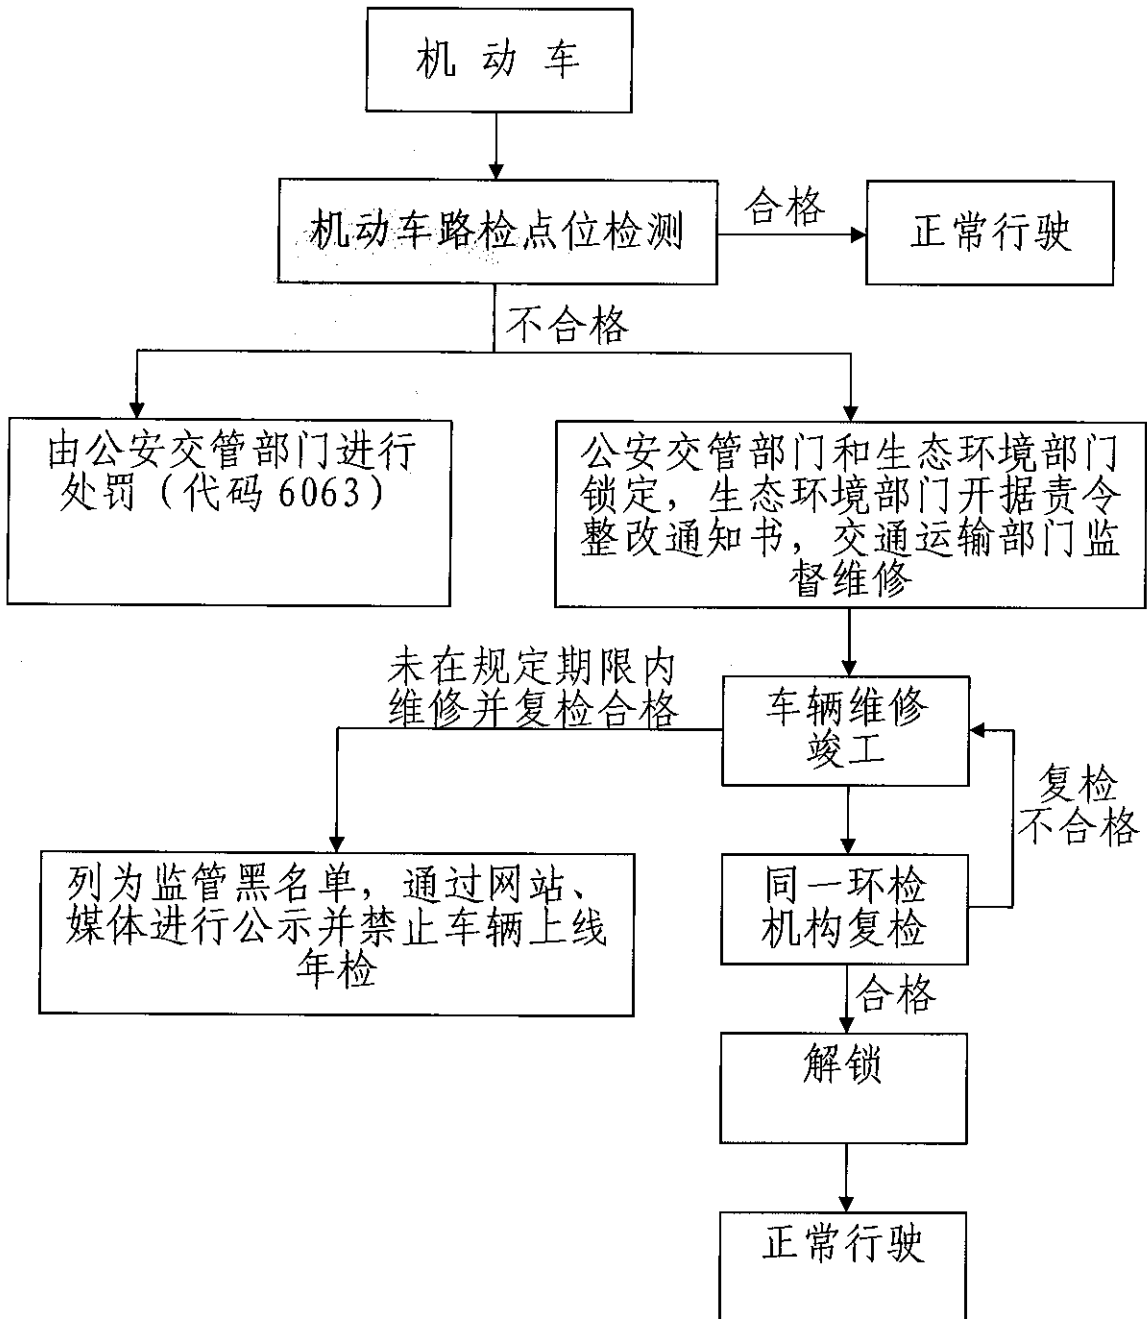 机动车
机动车路检点位检测
合格
正常行驶
不合格
由公安交管部门进行
处罚（代码6063）
公安交管部门和生态环境部门
锁定，生态环境部门开据责令
整改通知书，交通运输部门监
督维修
未在规定期限内
维修并复检合格
车辆维修
竣工
复检
不合格
列为监管黑名单，通过网站、
媒体进行公示并禁止车辆上线
年检
同一环检
机构复检
合格
解锁
正常行驶